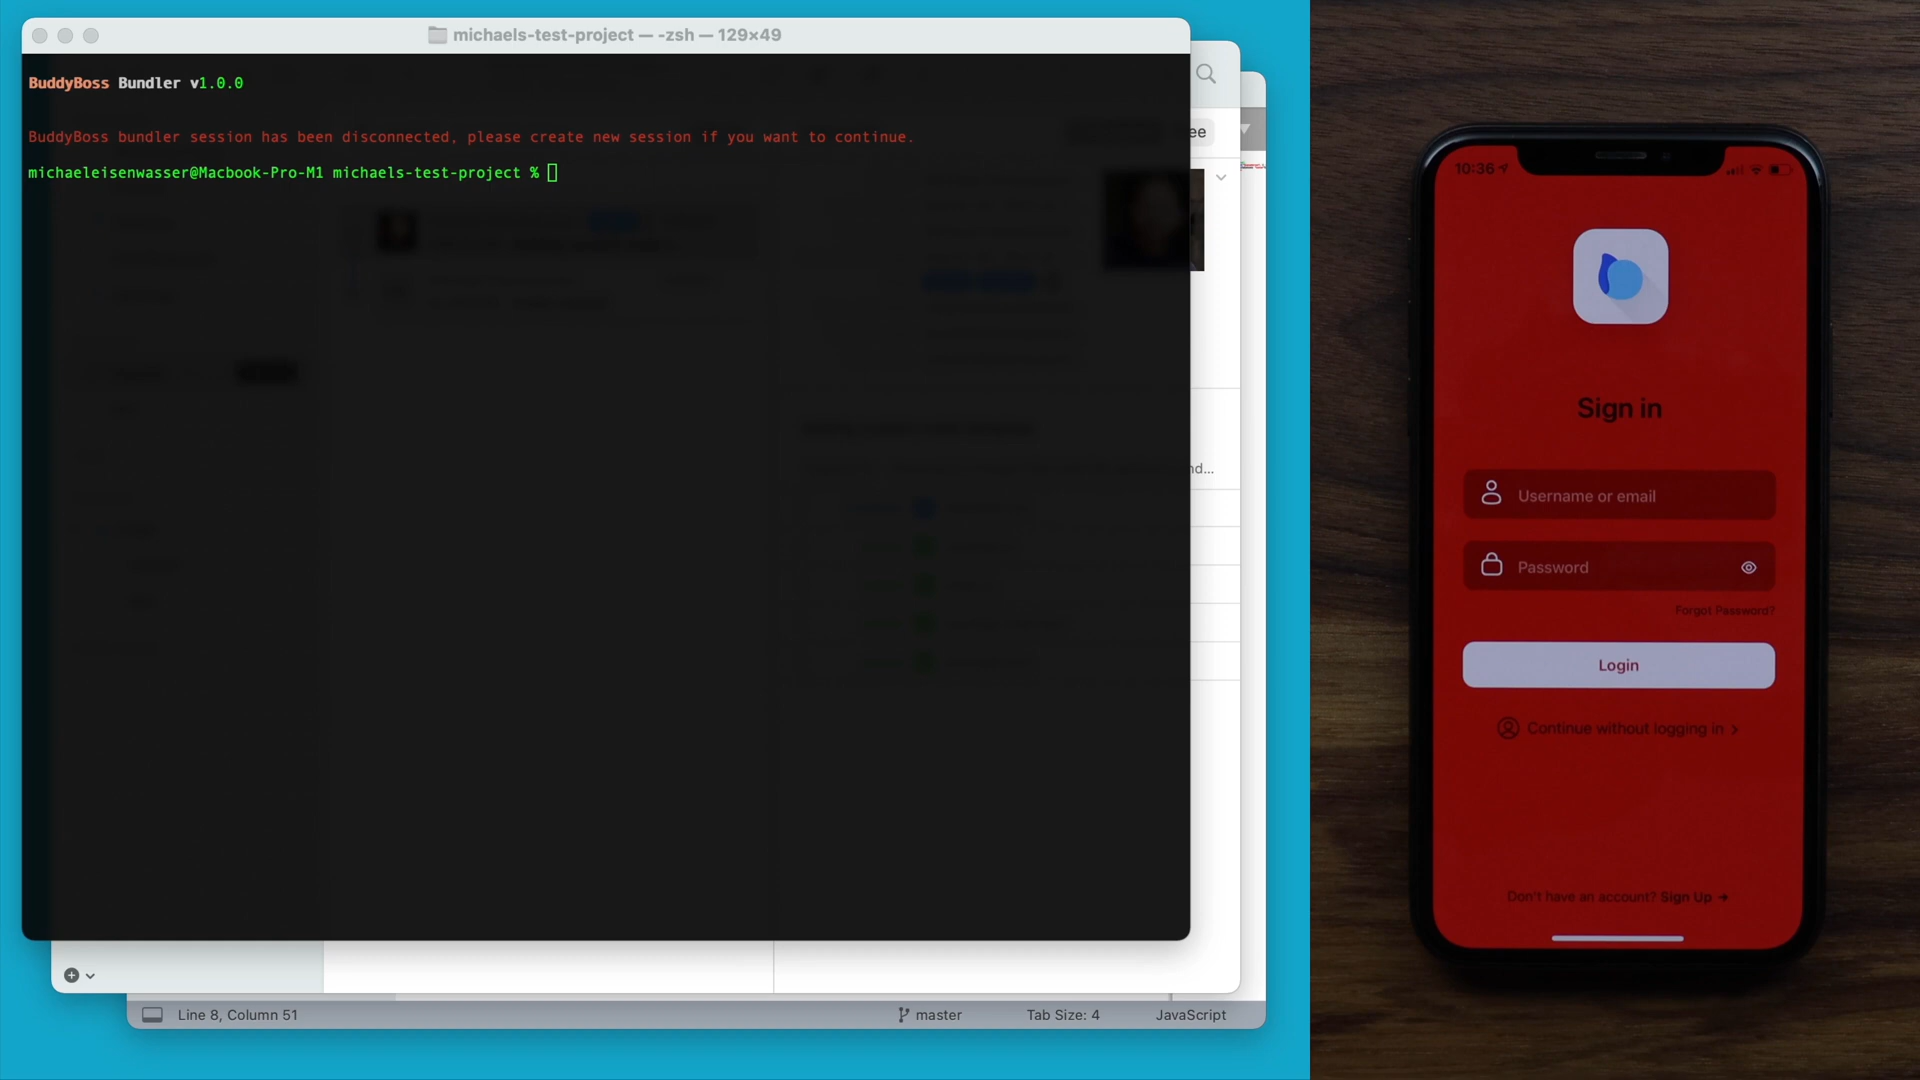 michaels-test-project — -zsh — 129×49
BuddyBoss Bundler v1.0.0
BuddyBoss bundler session has been disconnected, please create new session if you want to continue.
michaeleisenwasser@Macbook-Pro-M1 michaels-test-project %
ee
nd...
Line 8, Column 51
master
Tab Size: 4
JavaScript
10:36
Sign in
Username or email
Password
Forgot Password?
Login
Continue without logging in >
Don't have an account? Sign Up →